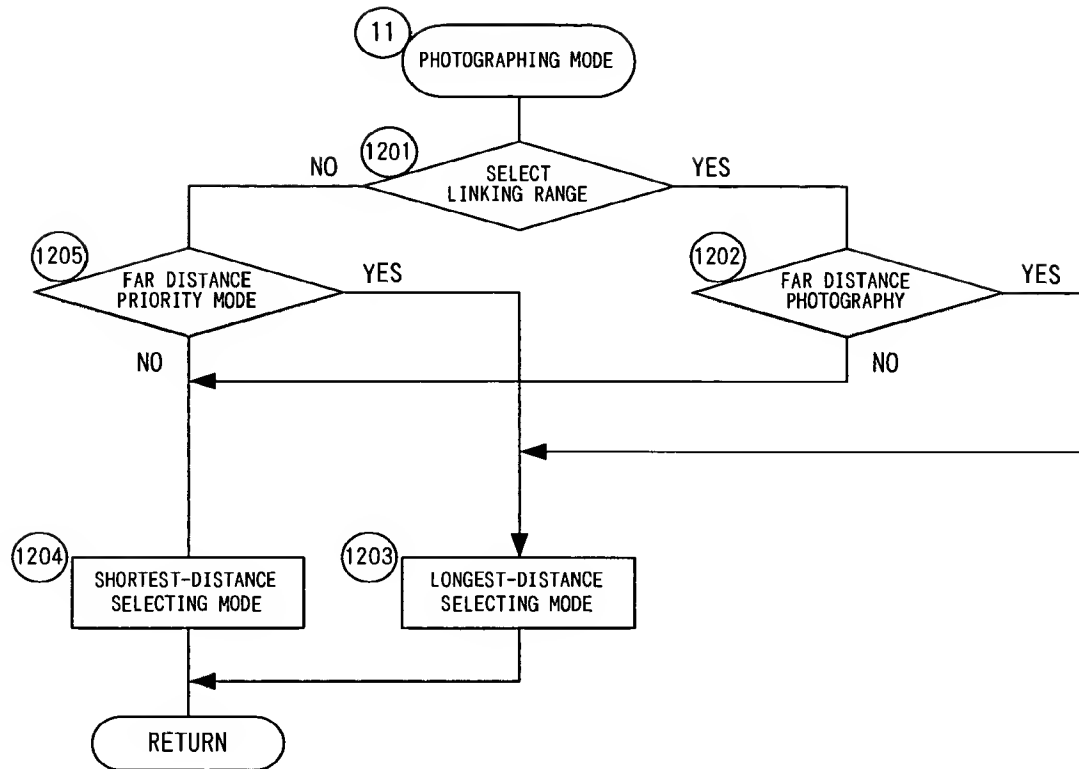 11
PHOTOGRAPHING MODE
1201
NO
SELECT
LINKING RANGE
YES
1205
FAR DISTANCE
PRIORITY MODE
YES
1202
FAR DISTANCE
PHOTOGRAPHY
YES
NO
NO
1204
SHORTEST-DISTANCE
SELECTING MODE
1203
LONGEST-DISTANCE
SELECTING MODE
RETURN